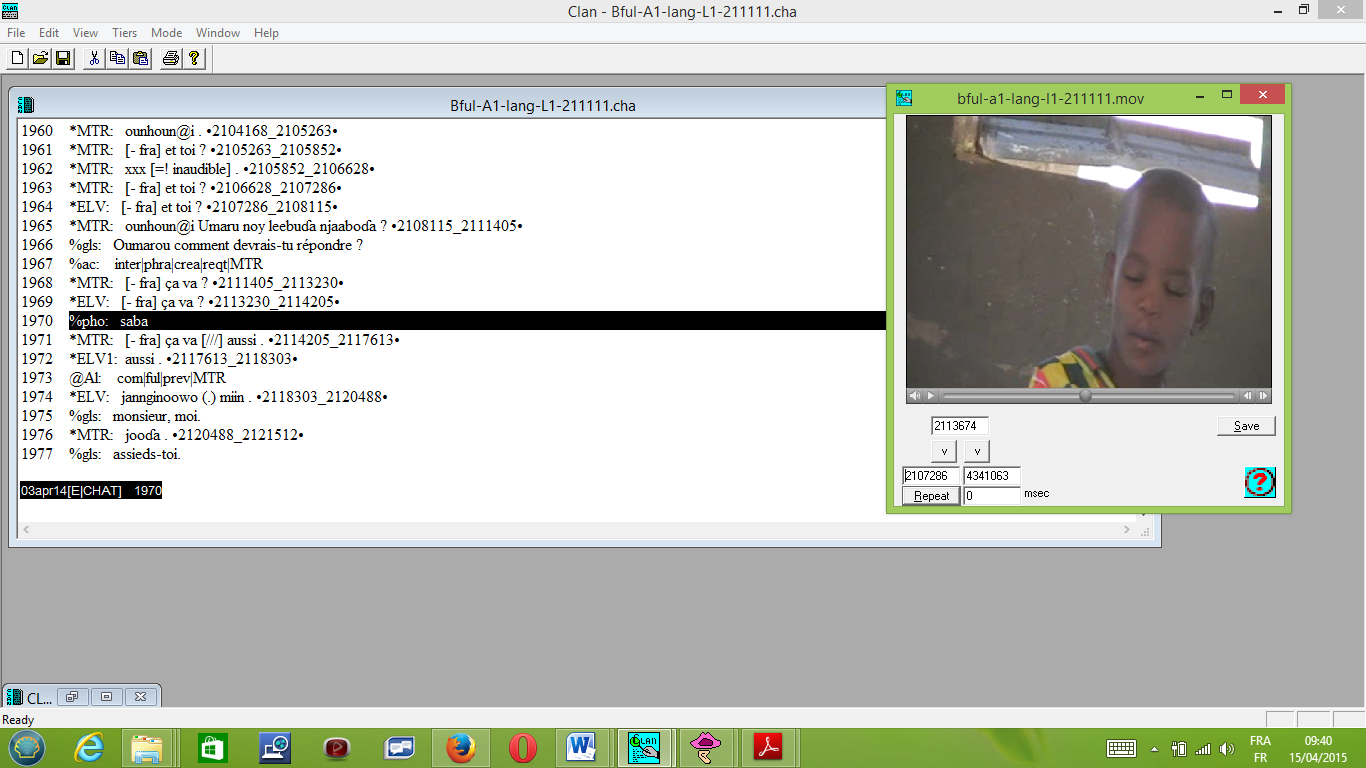 Clan - Bful-A1-lang-L1-211111.cha
File Edit View Tiers Mode Window Help
Bful-A1-lang-L1-211111.cha
1960 *MTR: ounhoun@i . •2104168_2105263•
1961 *MTR: [- fra] et toi ? •2105263_2105852•
1962 *MTR: xxx [=! inaudible] . •2105852_2106628•
1963 *MTR: [- fra] et toi ? •2106628_2107286•
1964 *ELV: [- fra] et toi ? •2107286_2108115•
1965 *MTR: ounhoun@i Umaru noy leebuɗa njaaboɗa ? •2108115_2111405•
1966 %gls: Oumarou comment devrais-tu répondre ?
1967 %ac: inter|phra|crea|reqt|MTR
1968 *MTR: [- fra] ça va ? •2111405_2113230•
1969 *ELV: [- fra] ça va ? •2113230_2114205•
1970 %pho: saba
1971 *MTR: [- fra] ça va [///] aussi . •2114205_2117613•
1972 *ELV1: aussi . •2117613_2118303•
1973 @Al: com|ful|prev|MTR
1974 *ELV: jannginoowo (.) miin . •2118303_2120488•
1975 %gls: monsieur, moi.
1976 *MTR: jooɗa . •2120488_2121512•
1977 %gls: assieds-toi.
03apr14[E|CHAT] 1970
bful-a1-lang-l1-211111.mov
2113674
Save
v v
2107286 4341063
Repeat 0 msec
CL...
Ready
FRA
FR
09:40
15/04/2015